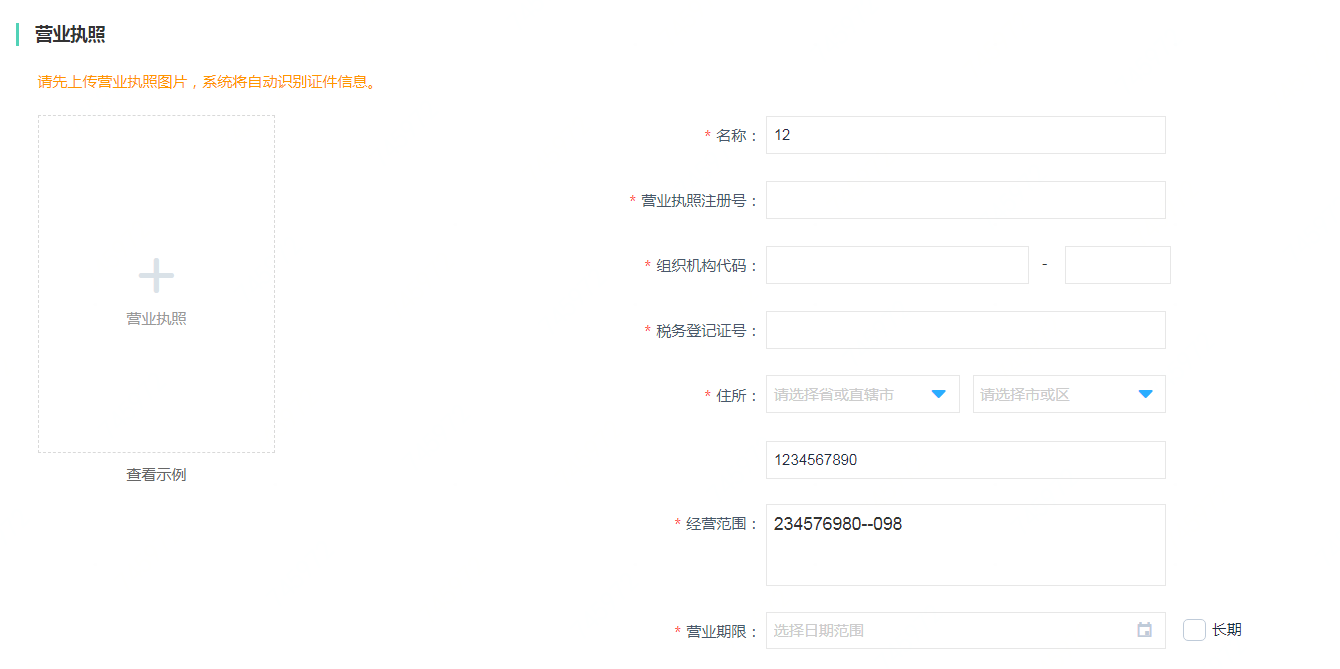 营业执照
请先上传营业执照图片，系统将自动识别证件信息。
营业执照
查看示例
* 名称： 12
* 营业执照注册号：
* 组织机构代码： -
* 税务登记证号：
* 住所： 请选择省或直辖市 请选择市或区
1234567890
* 经营范围： 234576980--098
* 营业期限： 选择日期范围 长期